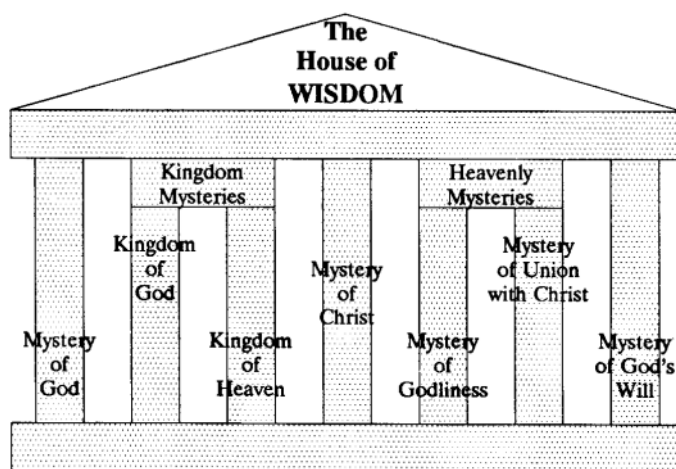 The
House of
WISDOM
Kingdom
Mysteries
Heavenly
Mysteries
Mystery
of
God
Kingdom
of
God
Kingdom
of
Heaven
Mystery
of
Christ
Mystery
of
Godliness
Mystery
of Union
with Christ
Mystery
of God's
Will